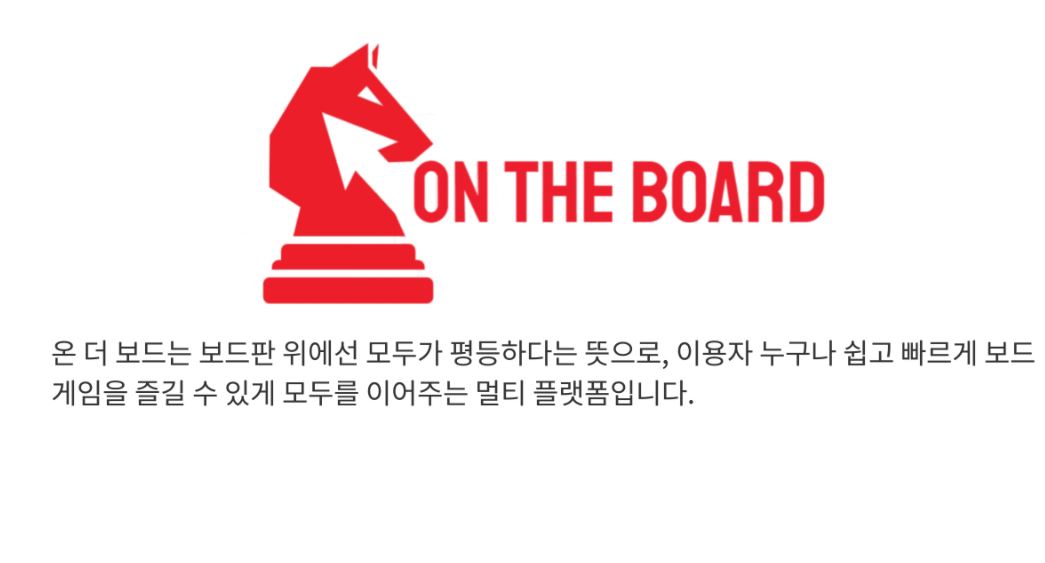 ON THE BOARD
온 더 보드는 보드판 위에선 모두가 평등하다는 뜻으로, 이용자 누구나 쉽고 빠르게 보드
게임을 즐길 수 있게 모두를 이어주는 멀티 플랫폼입니다.